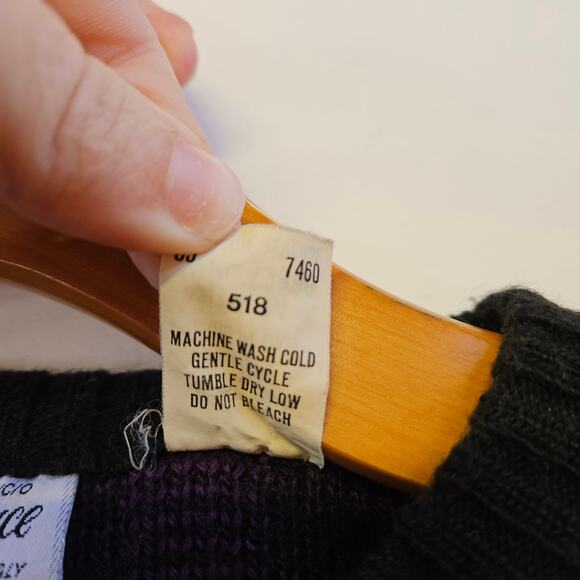 7460
518
MACHINE WASH COLD
GENTLE CYCLE
TUMBLE DRY LOW
DO NOT BLEACH
C/O